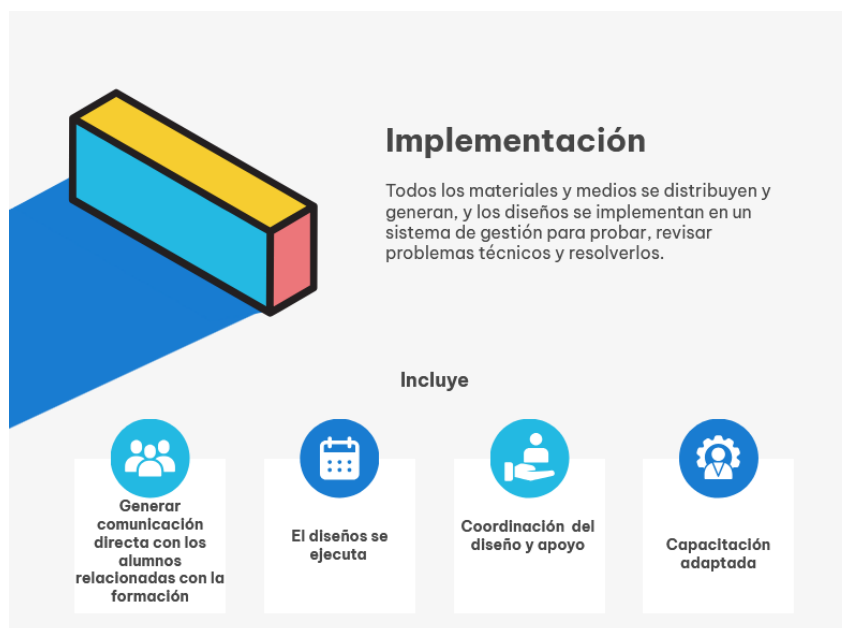 Implementación
Todos los materiales y medios se distribuyen y
generan, y los diseños se implementan en un
sistema de gestión para probar, revisar
problemas técnicos y resolverlos.
Incluye
Generar
comunicación
directa con los
alumnos
relacionadas con la
formación
El diseños se
ejecuta
Coordinación del
diseño y apoyo
Capacitación
adaptada